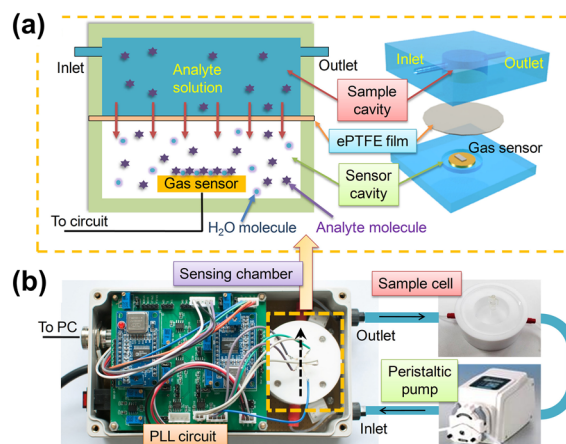 (a)
Inlet
Outlet
Analyte
solution
Inlet
Outlet
Sample
cavity
ePTFE film
Gas sensor
Sensor
cavity
Gas sensor
To circuit
H2O molecule
Analyte molecule
(b)
Sensing chamber
Sample cell
To PC
Outlet
Peristaltic
pump
PLL circuit
Inlet